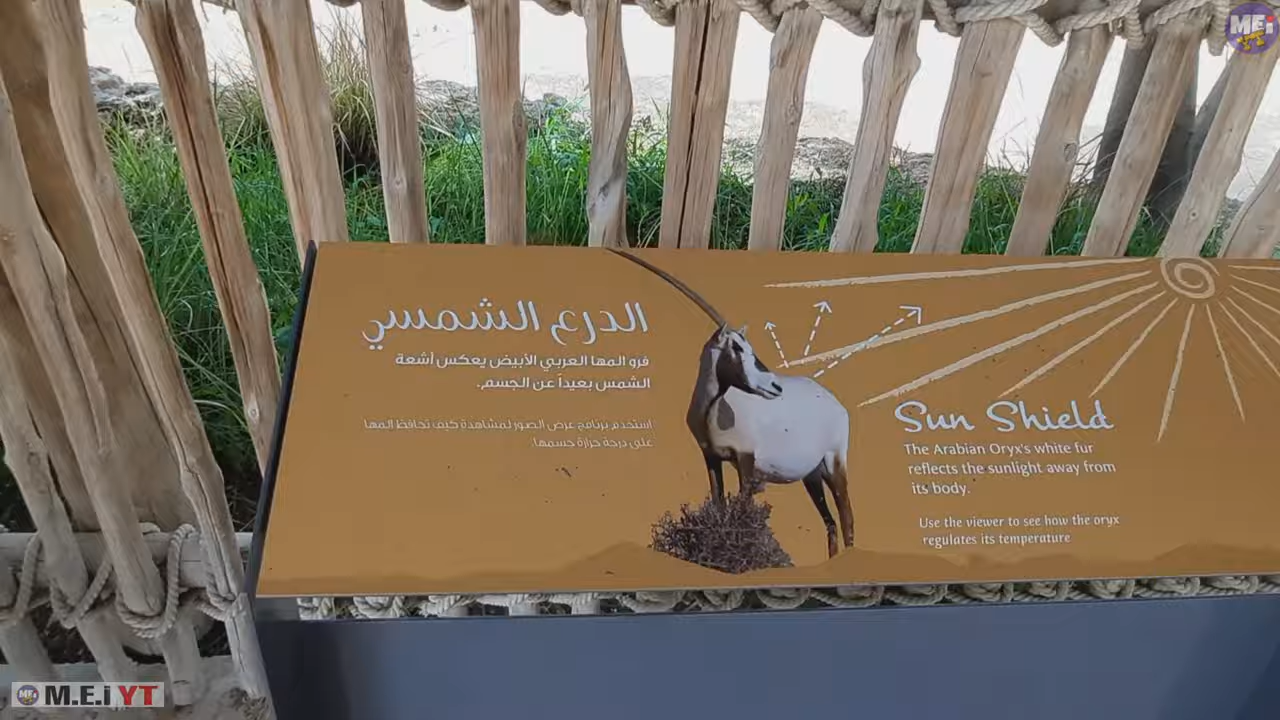 الدرع الشمسي
فرو المها العربي الأبيض يعكس أشعة
الشمس بعيداً عن الجسم.
استخدم برنامج عرض الصور لمشاهدة كيف تحافظ المها
على درجة حرارة جسمها.
Sun Shield
The Arabian Oryx's white fur
reflects the sunlight away from
its body.
Use the viewer to see how the oryx
regulates its temperature
MEi
M.E.i YT